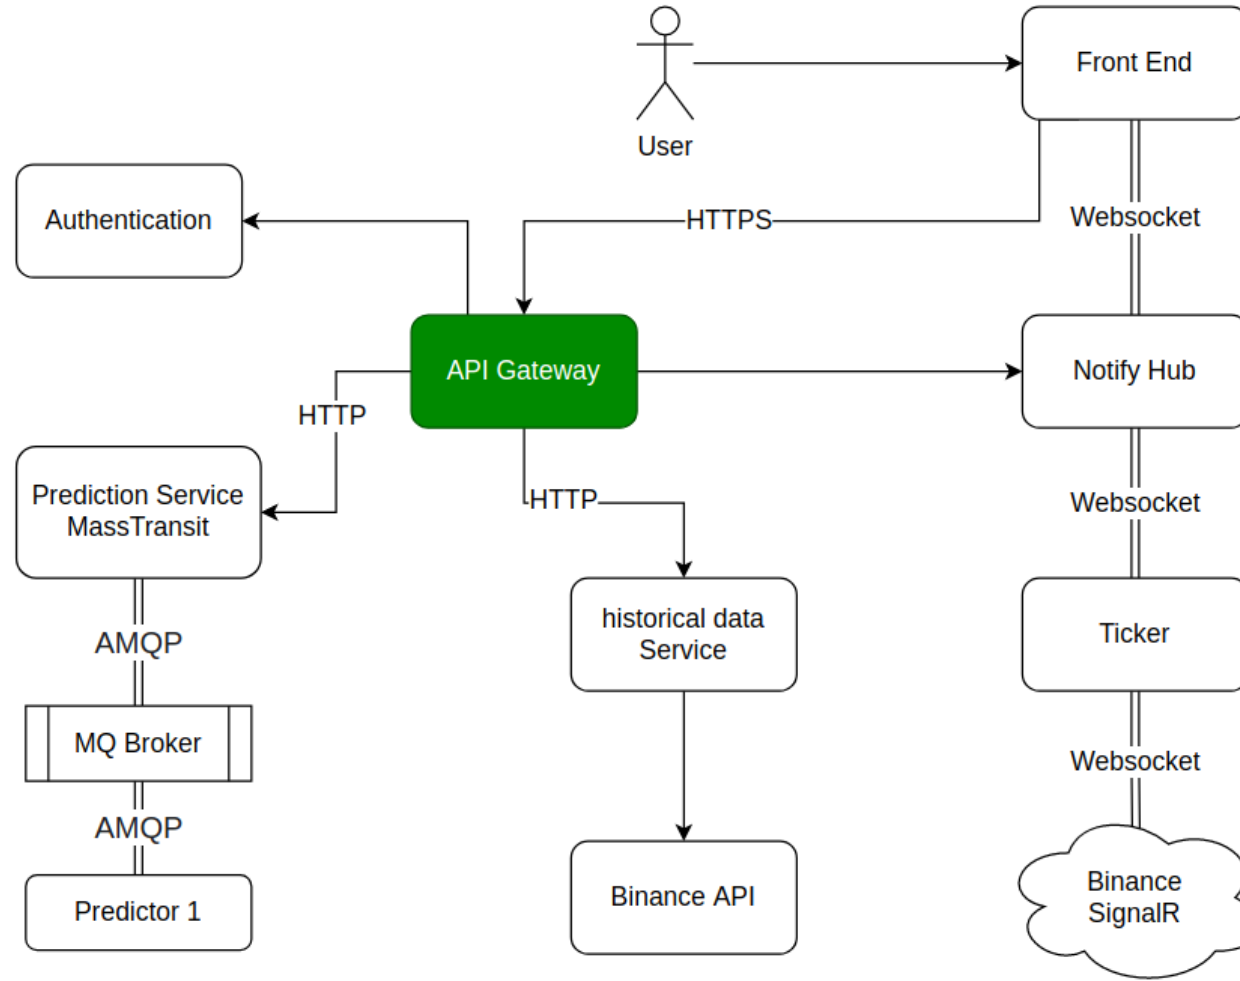 Front End
User
Authentication
HTTPS
Websocket
API Gateway
Notify Hub
HTTP
Prediction Service
MassTransit
HTTP
Websocket
historical data
Service
Ticker
AMQP
MQ Broker
Websocket
AMQP
Predictor 1
Binance API
Binance
SignalR